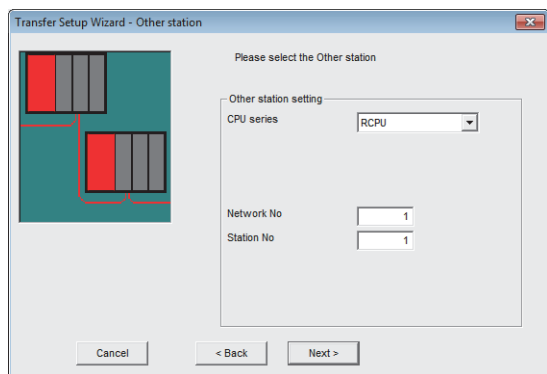 Transfer Setup Wizard - Other station
Please select the Other station
Other station setting
CPU series
RCPU
Network No
1
Station No
1
Cancel
< Back
Next >